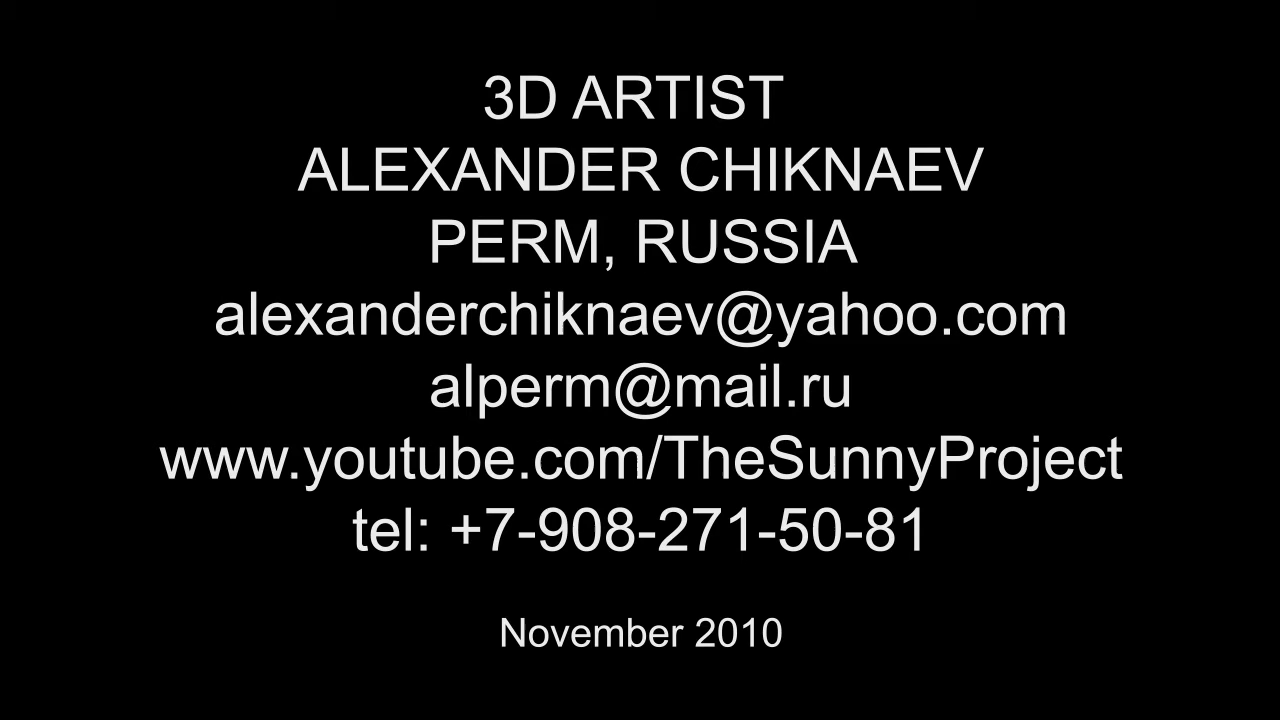 3D ARTIST
ALEXANDER CHIKNAEV
PERM, RUSSIA
alexanderchiknaev@yahoo.com
alperm@mail.ru
www.youtube.com/TheSunnyProject
tel: +7-908-271-50-81
November 2010